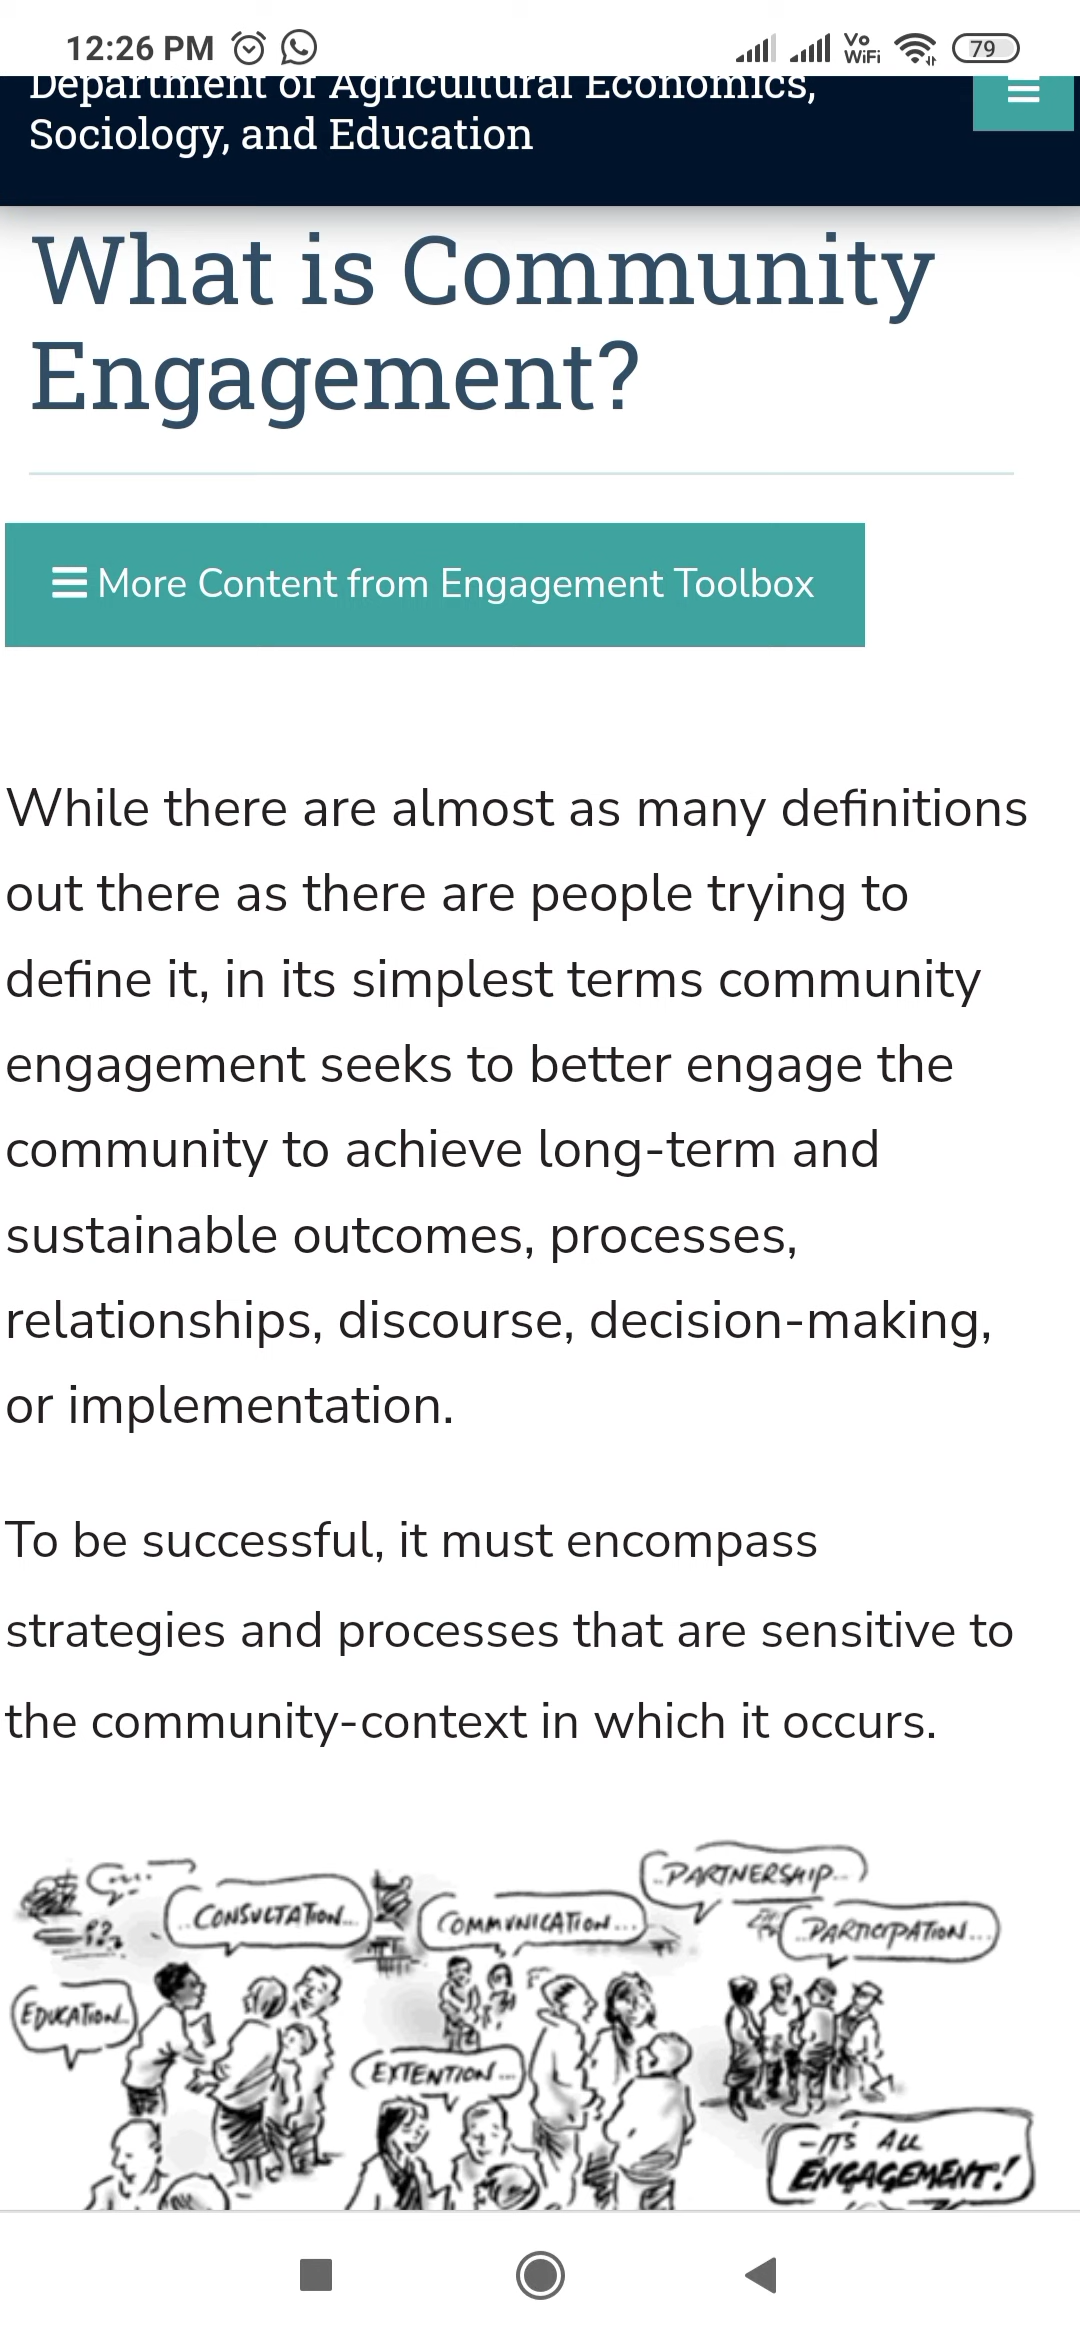 12:26 PM
Vo
WiFi
79
Department of Agricultural Economics,
Sociology, and Education
What is Community
Engagement?
More Content from Engagement Toolbox
While there are almost as many definitions
out there as there are people trying to
define it, in its simplest terms community
engagement seeks to better engage the
community to achieve long-term and
sustainable outcomes, processes,
relationships, discourse, decision-making,
or implementation.
To be successful, it must encompass
strategies and processes that are sensitive to
the community-context in which it occurs.
..PARTNERSHIP...
..CONSULTATION...
COMMUNICATION...
..PARTICIPATION...
EDUCATION..
EXTENTION...
-IT'S ALL
ENGAGEMENT!